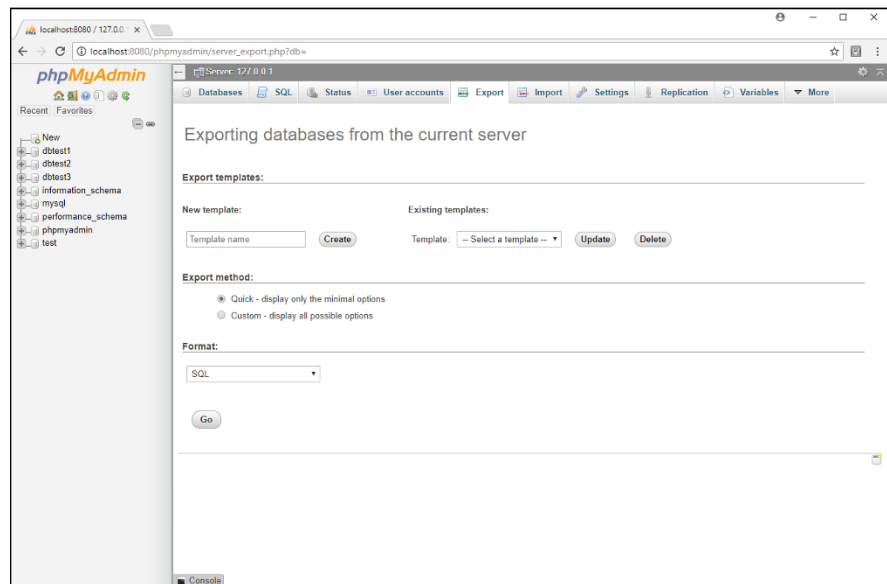 localhost:8080 / 127.0.0.1
localhost:8080/phpmyadmin/server_export.php?db=
phpMyAdmin
Recent Favorites
New
dbtest1
dbtest2
dbtest3
information_schema
mysql
performance_schema
phpmyadmin
test
Server: 127.0.0.1
Databases SQL Status User accounts Export Import Settings Replication Variables More
Exporting databases from the current server
Export templates:
New template: Existing templates:
Template name Create Template: -- Select a template -- Update Delete
Export method:
Quick - display only the minimal options
Custom - display all possible options
Format:
SQL
Go
Console